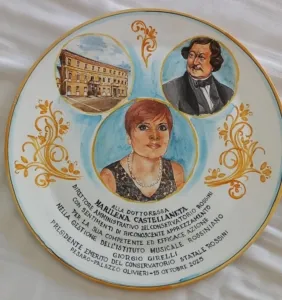 ALLA DOTTORESSA
MARILENA CASTELLANETA
DIRETTORE AMMINISTRATIVO DEL CONSERVATORIO ROSSINI
CON SENTIMENTI DI RICONOSCENTE APPREZZAMENTO
PER LA SUA COMPETENTE ED EFFICACE AZIONE
NELLA GESTIONE DELL'ISTITUTO MUSICALE ROSSINIANO
GIORGIO GIRELLI
PRESIDENTE EMERITO DEL CONSERVATORIO STATALE ROSSINI
PESARO-PALAZZO OLIVIERI-15 OTTOBRE 2025